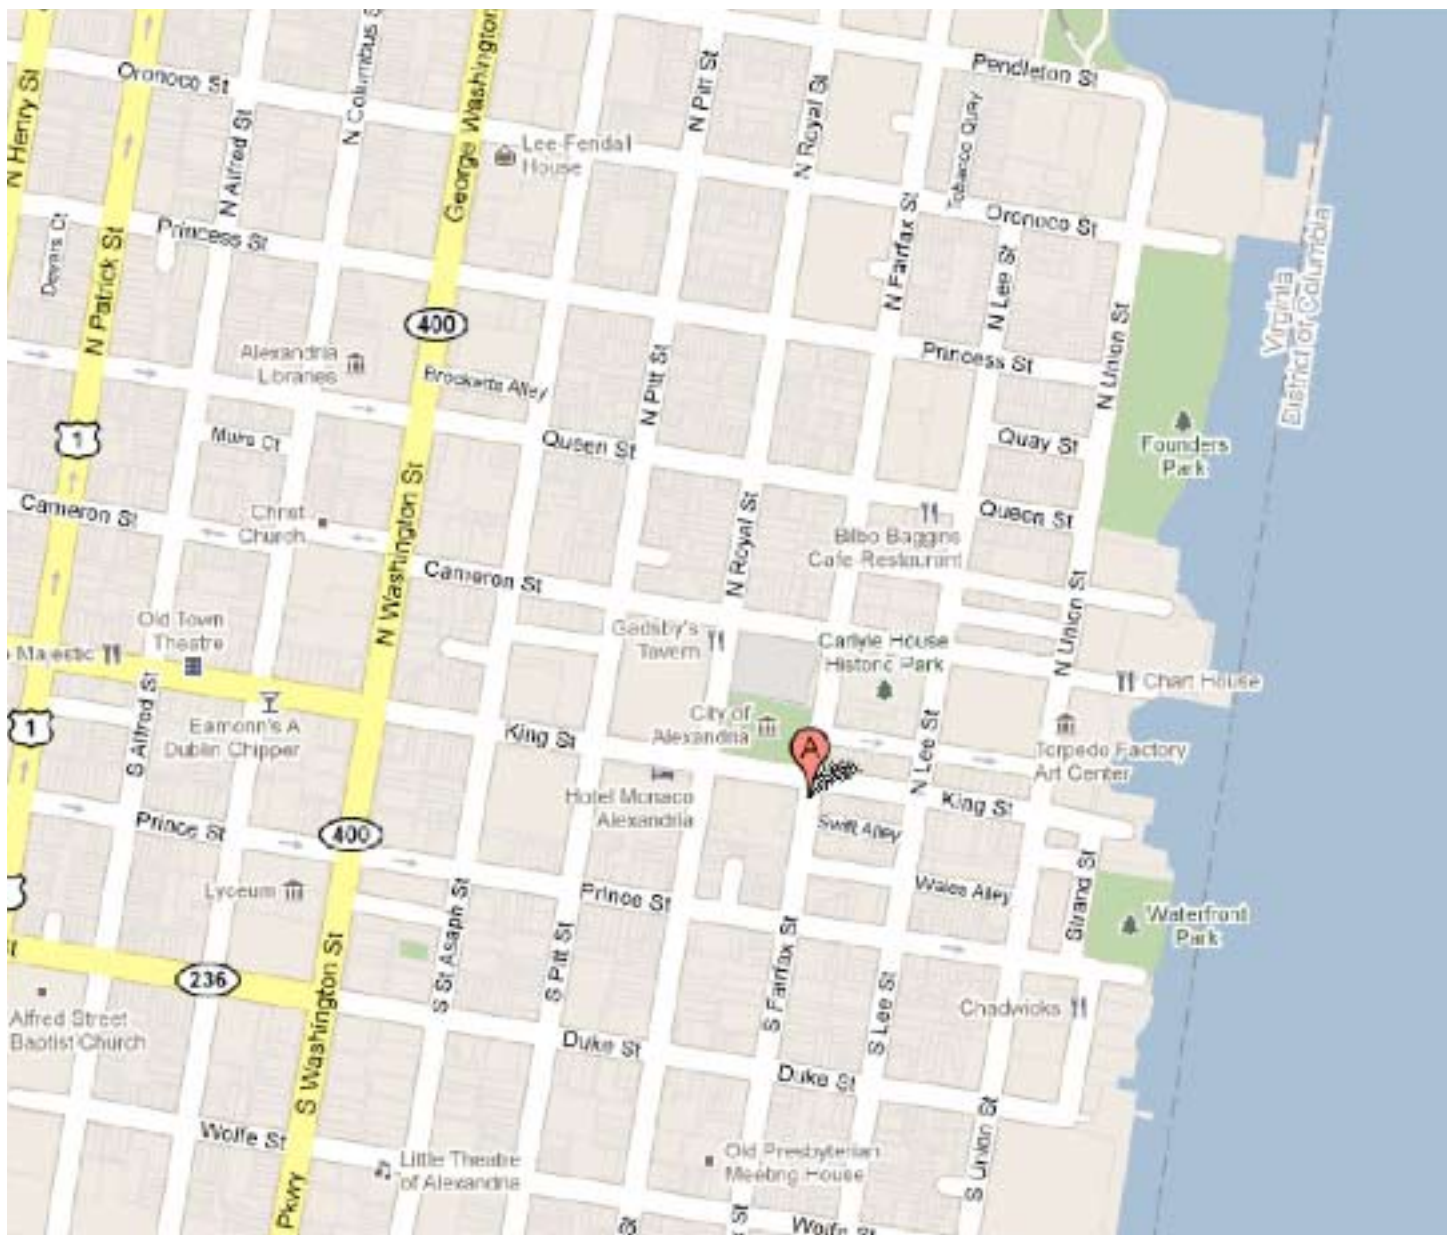 Pendleton St
Oronoco St
N Columbus S
George Washington
N Pitt St
N Royal St
N Henry St
N Alfred St
Lee-Fendall
House
Tobacco Quay
Oronoco St
Princess St
N Fairfax St
N Lee St
Devers Ct
N Patrick St
Virginia
District of Columbia
400
N Union St
Princess St
Alexandria
Libraries
Brocketts Alley
N Pitt St
1
Muirs Ct
Queen St
Quay St
Founders
Park
N Washington St
N Royal St
Cameron St
Christ
Church
Queen St
Bilbo Baggins
Cafe-Restaurant
Cameron St
N Union St
Old Town
Theatre
Majestic
Gadsby's
Tavern
Carlyle House
Historic Park
Chart House
S Alfred St
1
Eamonn's A
Dublin Chipper
King St
City of
Alexandria
A
N Lee St
Torpedo Factory
Art Center
Hotel Monaco
Alexandria
King St
Prince St
400
Swift Alley
Lyceum
Prince St
Wales Alley
Strand St
Waterfront
Park
S St Asaph St
S Pitt St
S Fairfax St
St
236
S Washington St
S Lee St
Chadwicks
Alfred Street
Baptist Church
Duke St
Duke St
Wolfe St
S Union St
Little Theatre
of Alexandria
Old Presbyterian
Meeting House
Pkwy
St
St
Wolfe St